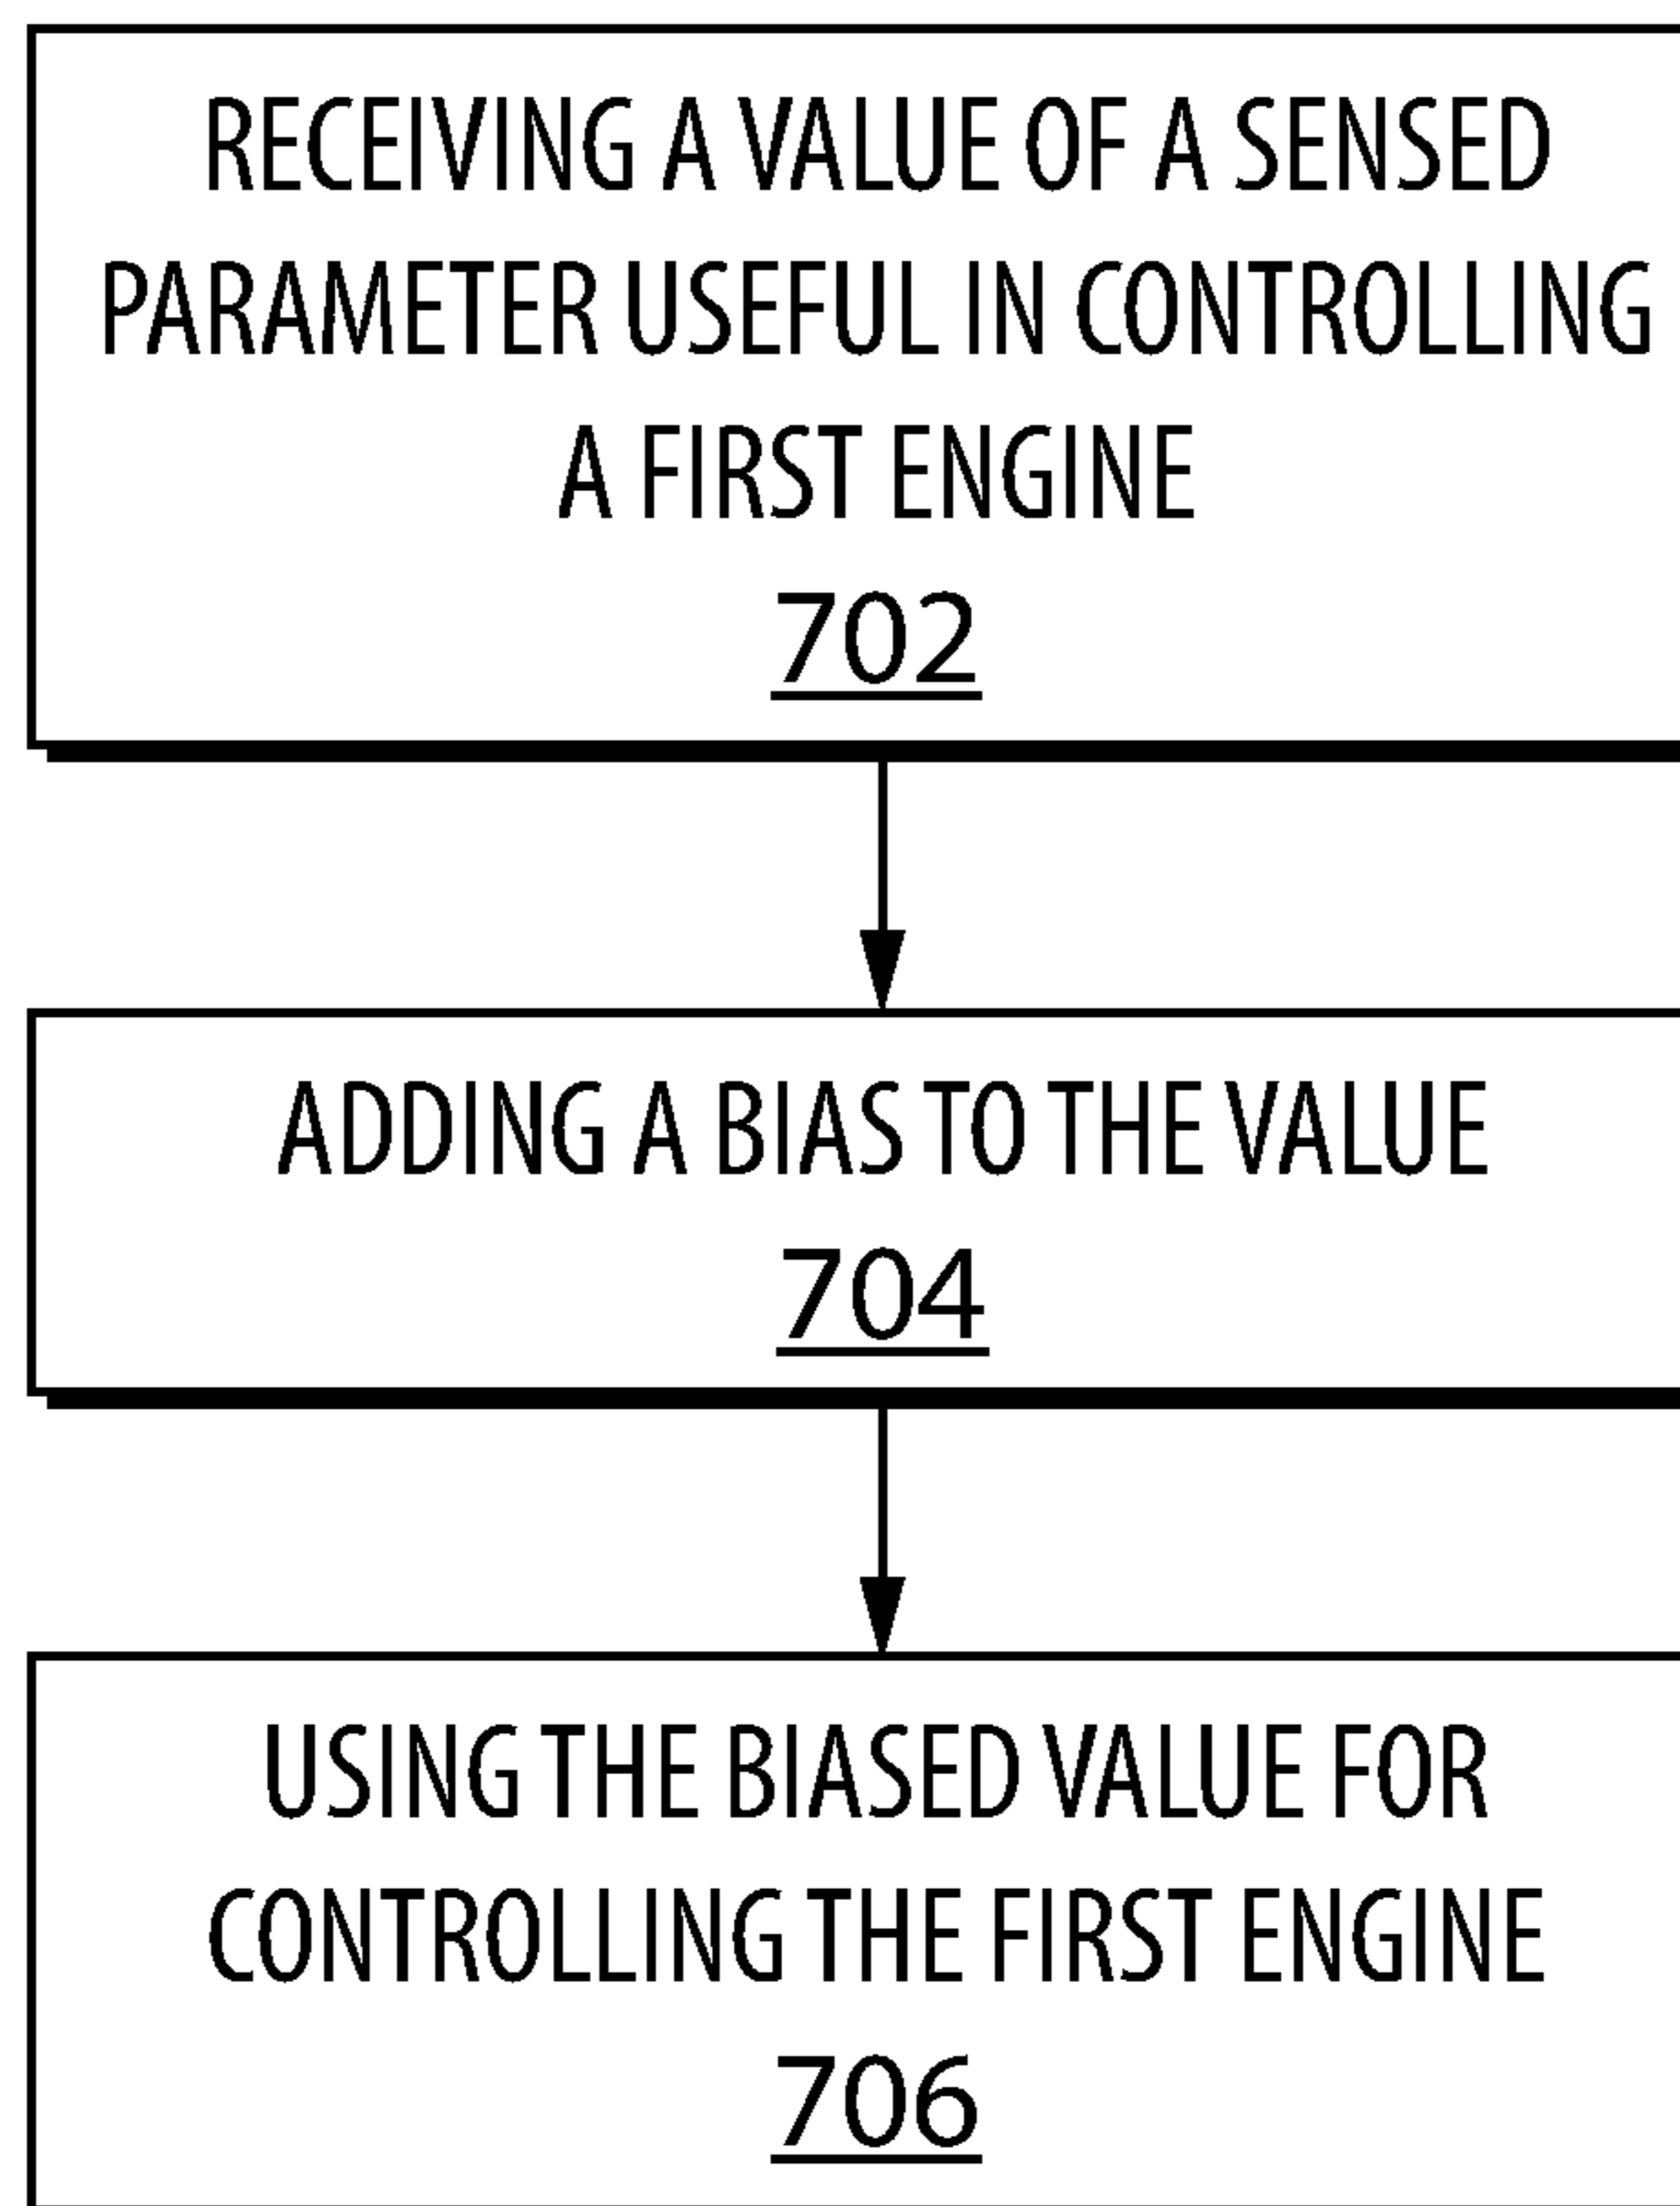 RECEIVING A VALUE OF A SENSED
PARAMETER USEFUL IN CONTROLLING
A FIRST ENGINE
702
ADDING A BIAS TO THE VALUE
704
USING THE BIASED VALUE FOR
CONTROLLING THE FIRST ENGINE
706